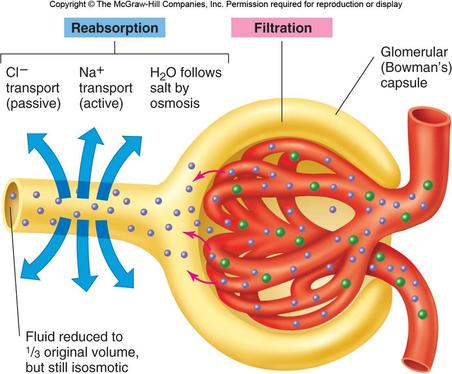 Copyright © The McGraw-Hill Companies, Inc. Permission required for reproduction or display
Reabsorption
Filtration
Cl−
transport
(passive)
Na+
transport
(active)
H2O follows
salt by
osmosis
Glomerular
(Bowman's)
capsule
Fluid reduced to
1/3 original volume,
but still isosmotic